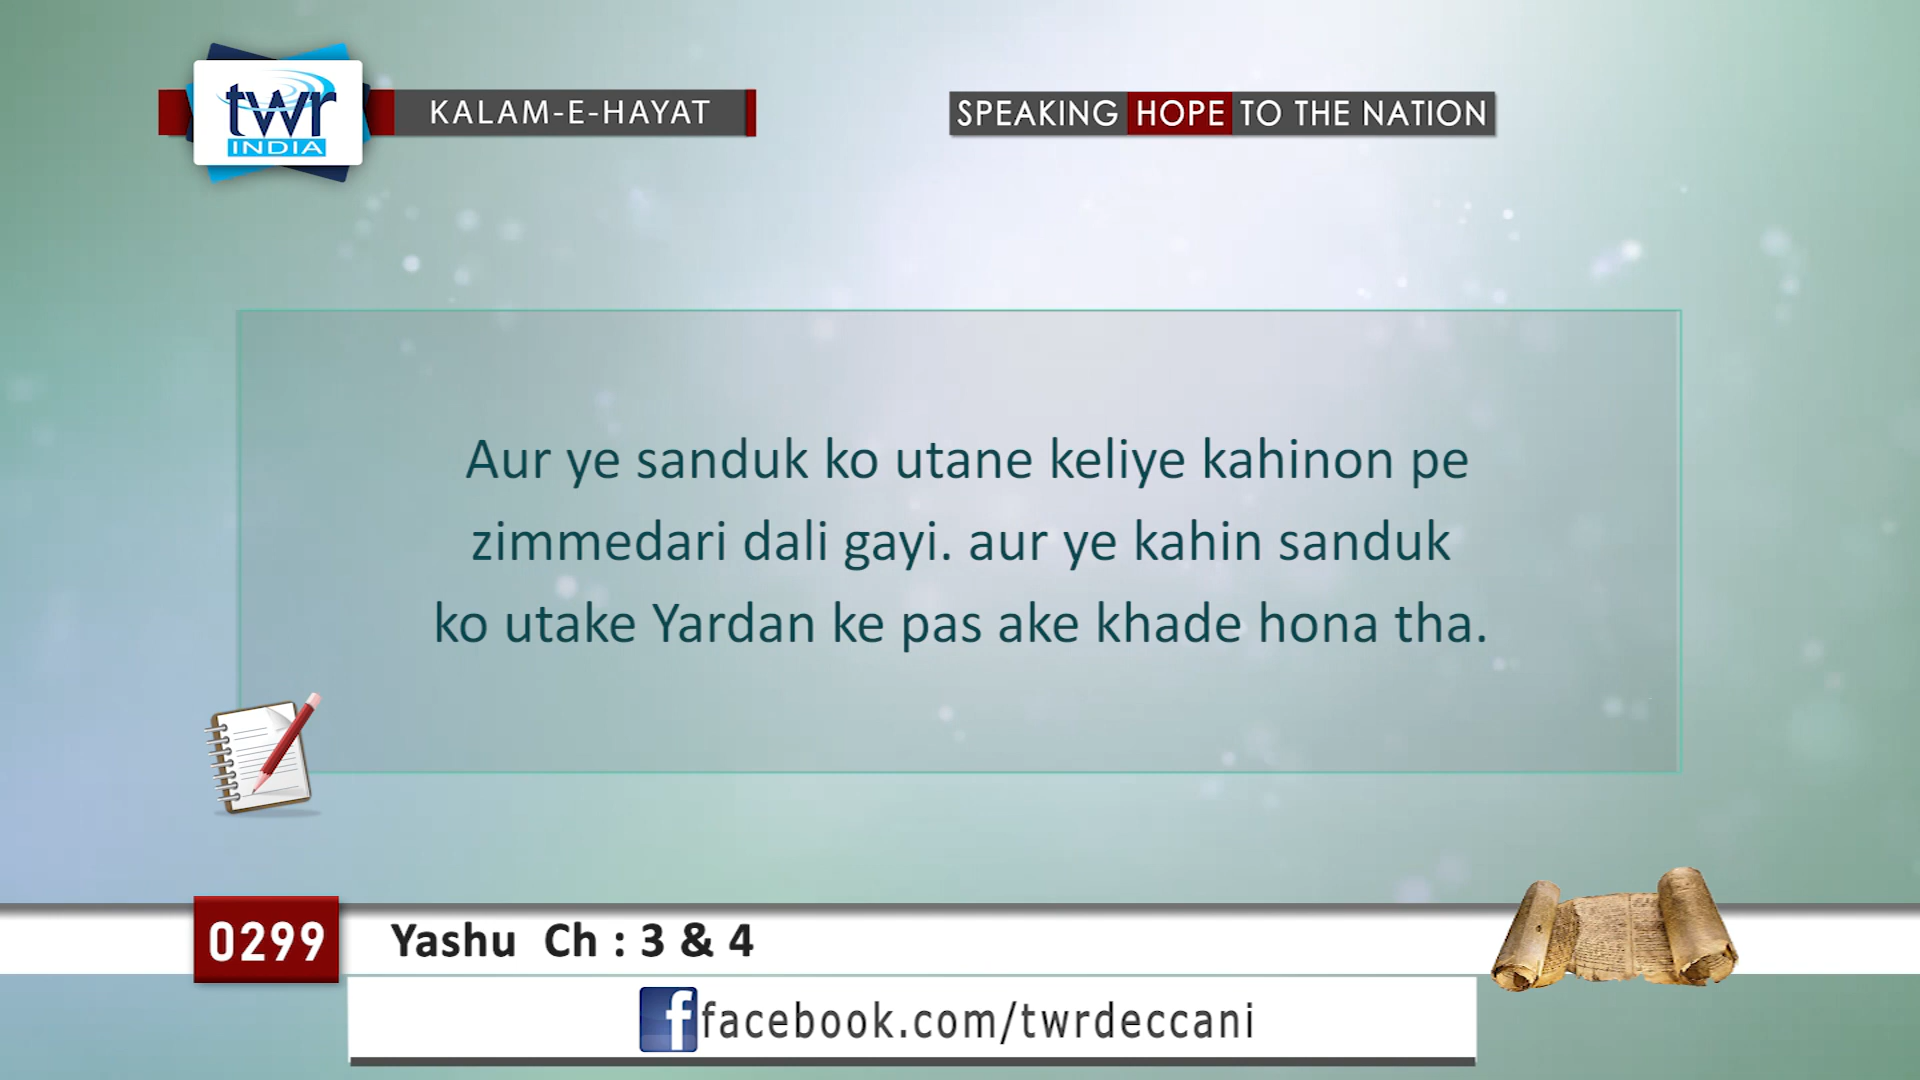 twr
INDIA
KALAM-E-HAYAT
SPEAKING HOPE TO THE NATION
Aur ye sanduk ko utane keliye kahinon pe
zimmedari dali gayi. aur ye kahin sanduk
ko utake Yardan ke pas ake khade hona tha.
0299
Yashu Ch : 3 & 4
facebook.com/twrdeccani